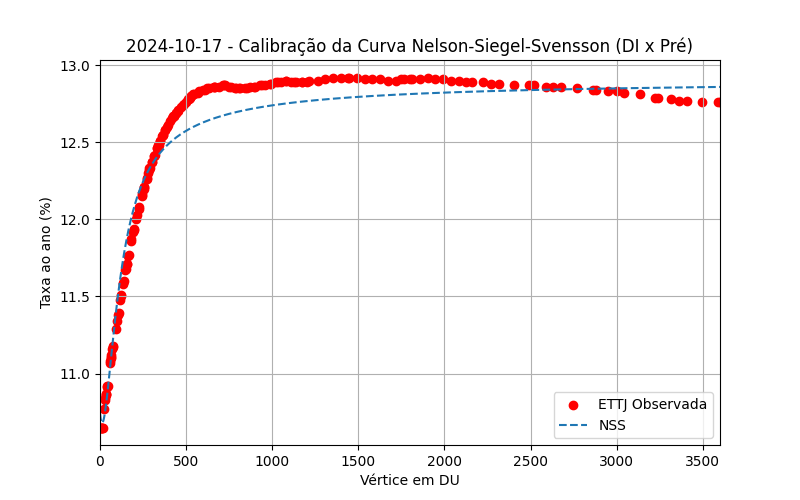 2024-10-17 - Calibração da Curva Nelson-Siegel-Svensson (DI x Pré)
13.0
12.5
12.0
11.5
11.0
Taxa ao ano (%)
ETTJ Observada
NSS
0 500 1000 1500 2000 2500 3000 3500
Vértice em DU